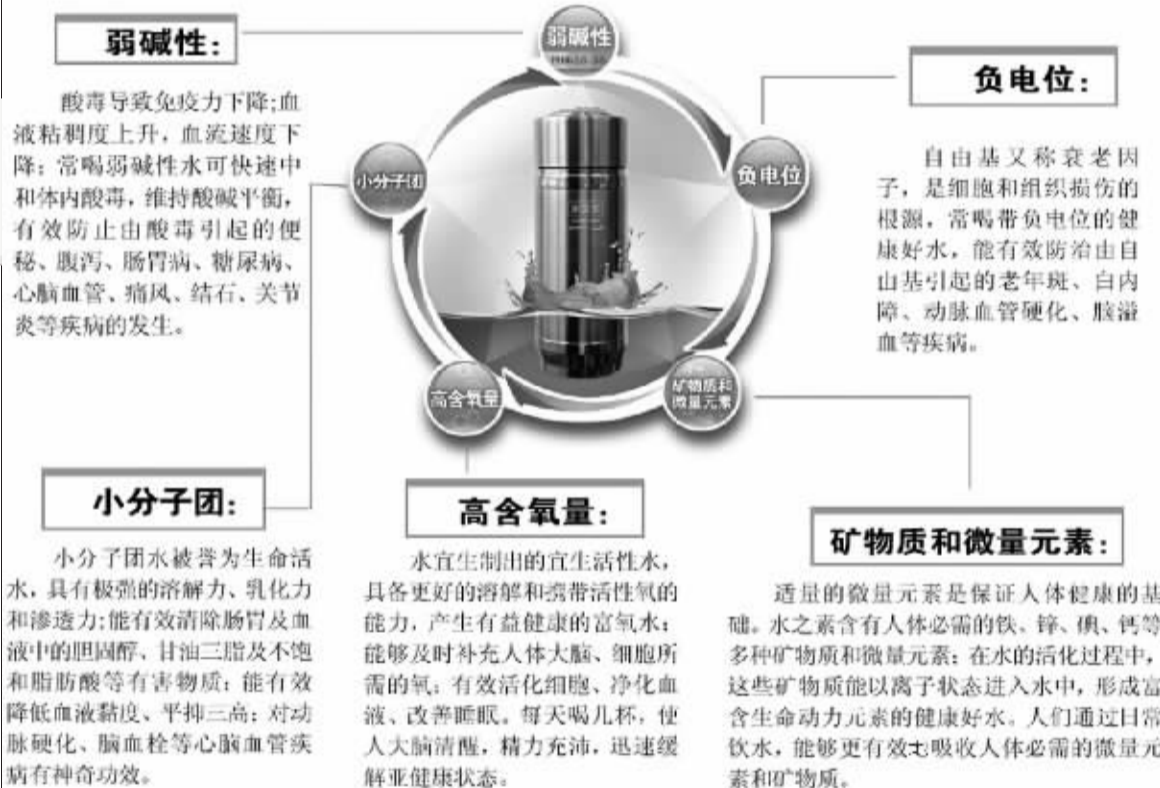 弱碱性：
酸毒导致免疫力下降;血
液粘稠度上升，血流速度下
降；常喝弱碱性水可快速中
和体内酸毒，维持酸碱平衡，
有效防止由酸毒引起的便
秘、腹泻、肠胃病、糖尿病、
心脑血管、痛风、结石、关节
炎等疾病的发生。
弱碱性
小分子团
负电位
高含氧量
矿物质和
微量元素
负电位：
自由基又称衰老因
子，是细胞和组织损伤的
根源，常喝带负电位的健
康好水，能有效防治由自
由基引起的老年斑、白内
障、动脉血管硬化、脑溢
血等疾病。
小分子团：
小分子团水被誉为生命活
水，具有极强的溶解力、乳化力
和渗透力;能有效清除肠胃及血
液中的胆固醇、甘油三脂及不饱
和脂肪酸等有害物质；能有效
降低血液黏度、平抑三高；对动
脉硬化、脑血栓等心脑血管疾
病有神奇功效。
高含氧量：
水宜生制出的宜生活性水，
具备更好的溶解和携带活性氧的
能力，产生有益健康的富氧水；
能够及时补充人体大脑、细胞所
需的氧；有效活化细胞、净化血
液、改善睡眠。每天喝几杯，使
人大脑清醒，精力充沛，迅速缓
解亚健康状态。
矿物质和微量元素：
适量的微量元素是保证人体健康的基
础。水之素含有人体必需的铁、锌、碘、钙等
多种矿物质和微量元素；在水的活化过程中，
这些矿物质能以离子状态进入水中，形成富
含生命动力元素的健康好水。人们通过日常
饮水，能够更有效地吸收人体必需的微量元
素和矿物质。